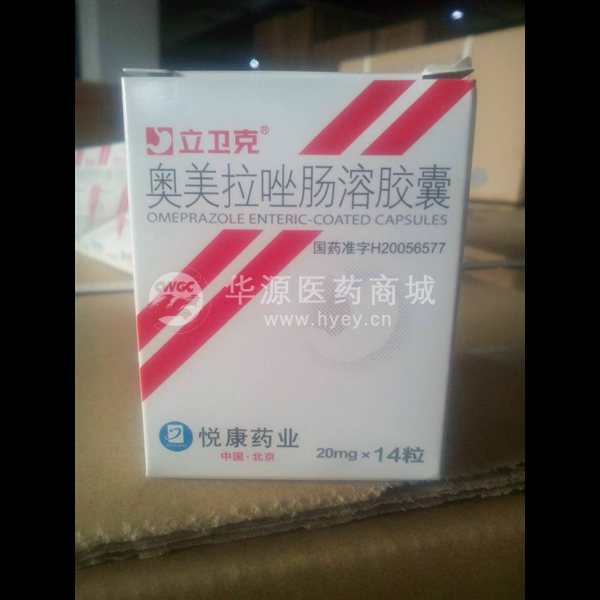 立卫克®
奥美拉唑肠溶胶囊
OMEPRAZOLE ENTERIC-COATED CAPSULES
国药准字H20056577
CWGC 华源医药商城
www.hyey.cn
悦康药业
中国·北京
20mg×14粒